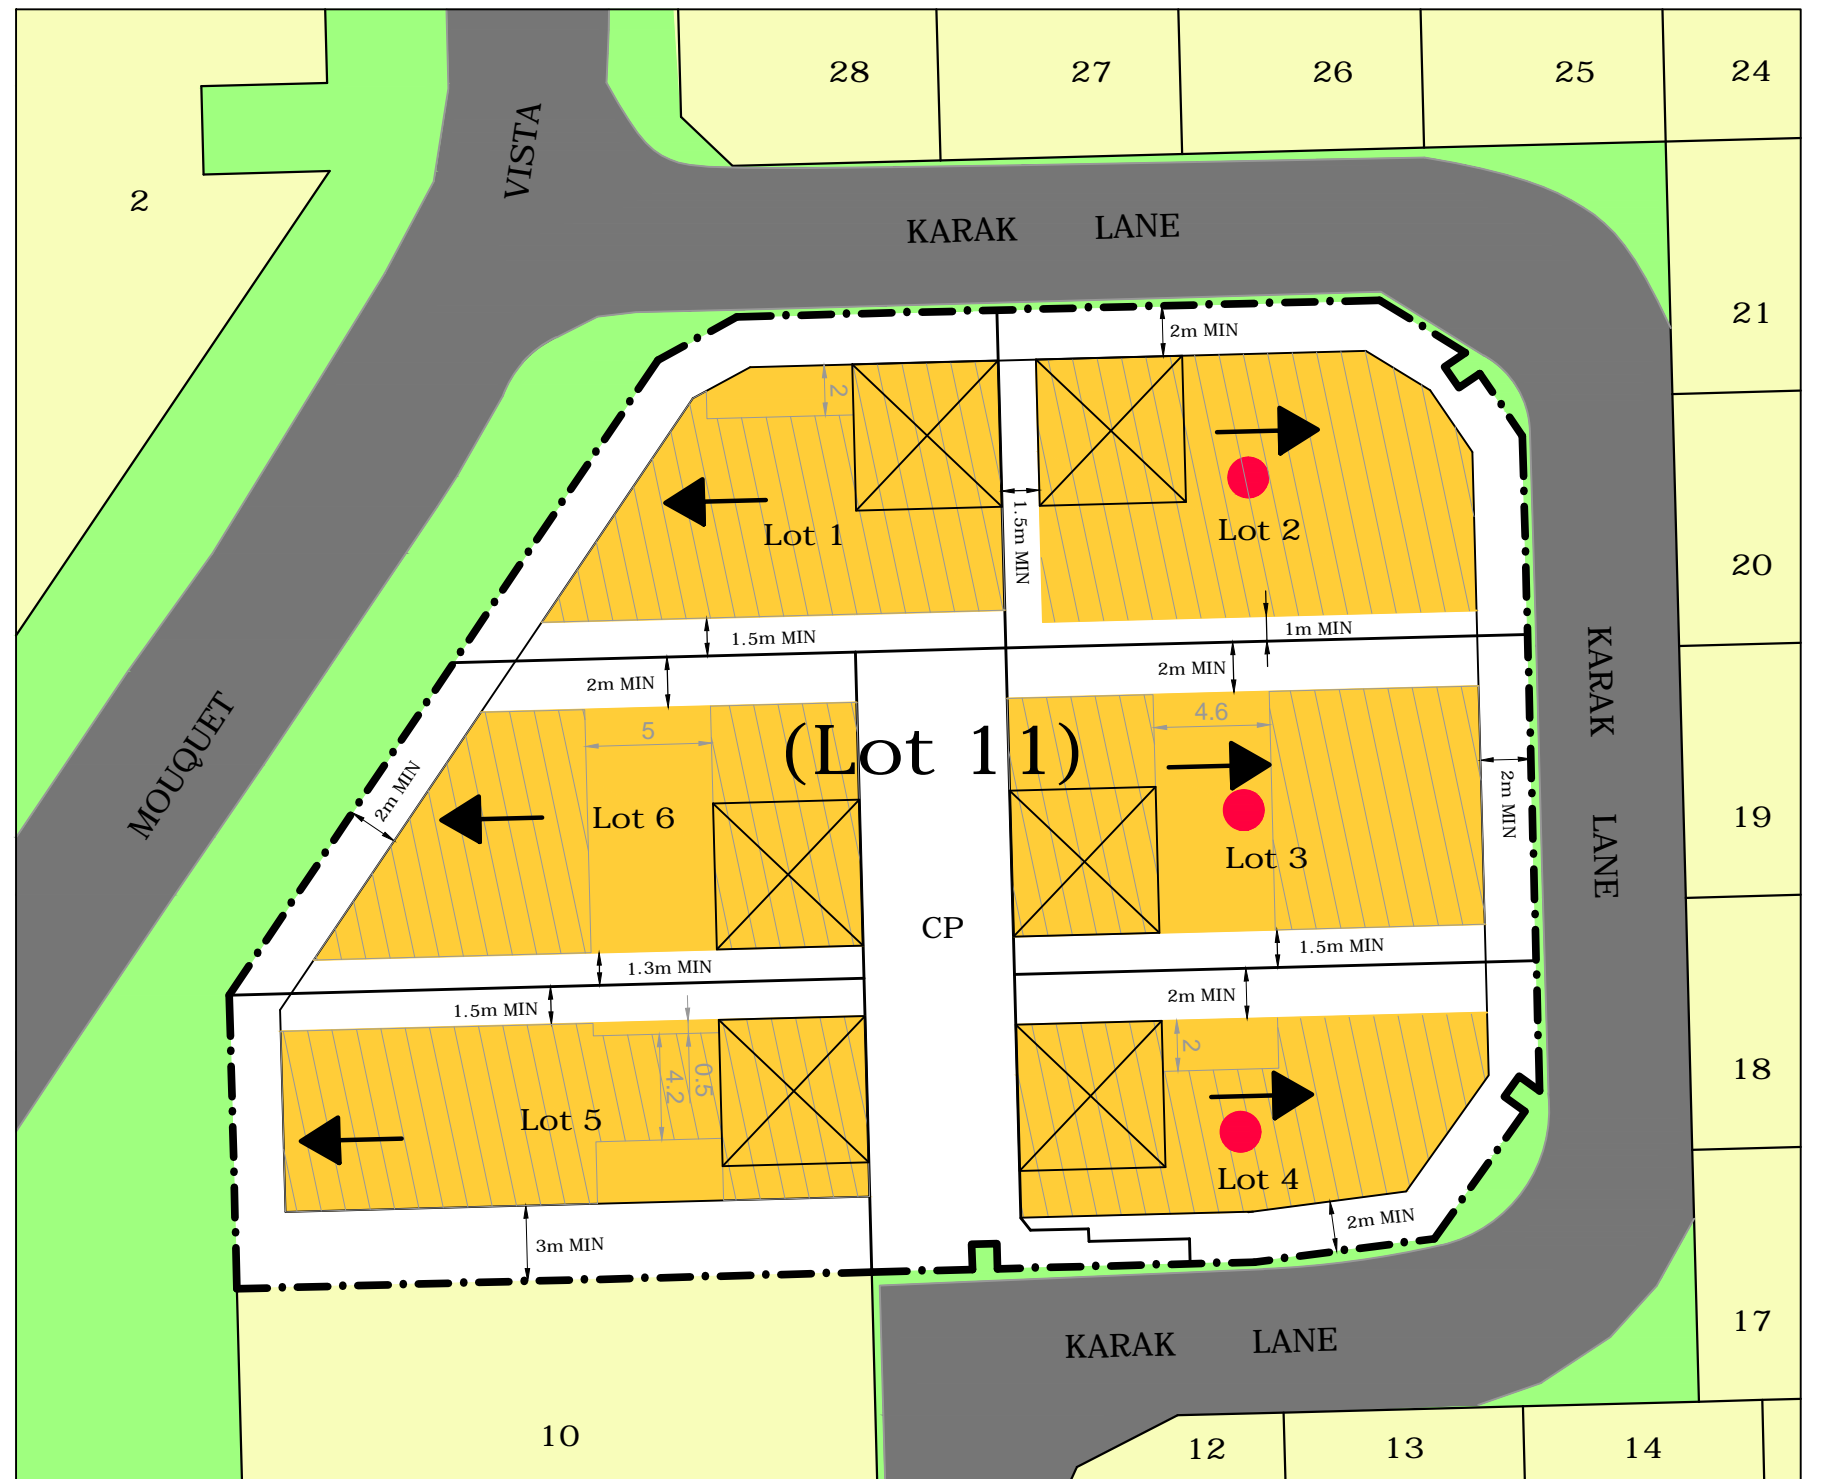 28
27
26
25
24
2
VISTA
KARAK LANE
21
2m MIN
2
Lot 1
Lot 2
1.5m MIN
20
1.5m MIN
1m MIN
2m MIN
2m MIN
KARAK LANE
MOUQUET
5
4.6
(Lot 11)
2m MIN
2m MIN
Lot 6
Lot 3
19
CP
1.5m MIN
1.3m MIN
2m MIN
1.5m MIN
2
4.2
0.5
18
Lot 5
Lot 4
2m MIN
3m MIN
17
KARAK LANE
10
12
13
14